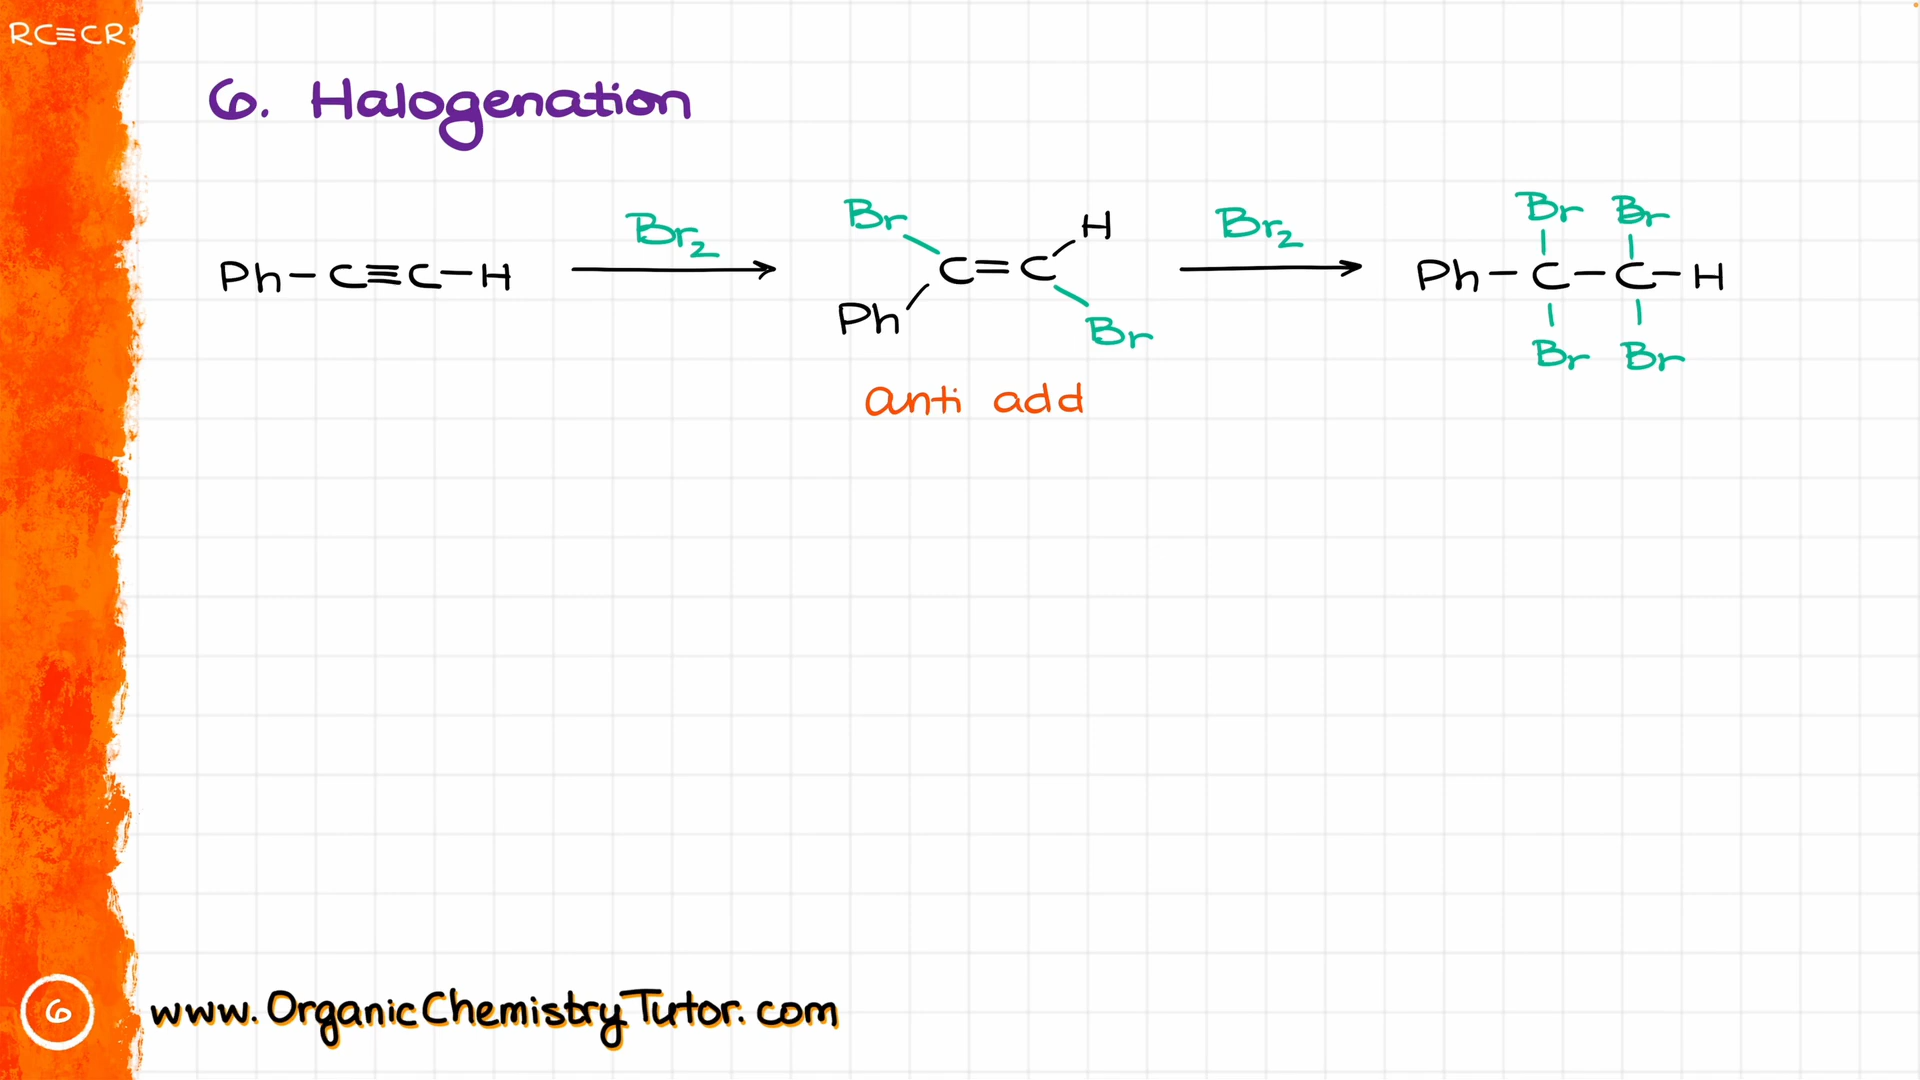 RC≡CR
6. Halogenation
Ph-C≡C-H
Br₂
Br
H
C=C
Ph
Br
anti add
Br₂
Br Br
Ph-C-C-H
Br Br
6
www.OrganicChemistryTutor.com